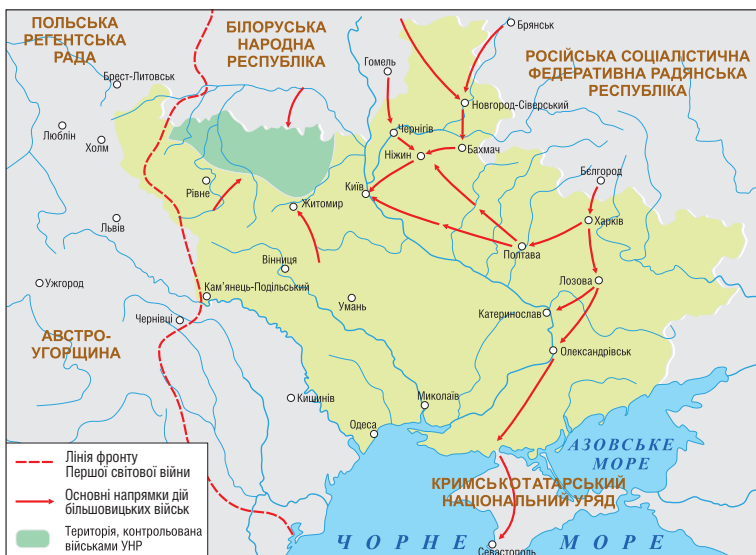 ПОЛЬСЬКА
РЕГЕНТСЬКА
РАДА
БІЛОРУСЬКА
НАРОДНА
РЕСПУБЛІКА
РОСІЙСЬКА СОЦІАЛІСТИЧНА
ФЕДЕРАТИВНА РАДЯНСЬКА
РЕСПУБЛІКА
Брянськ
Гомель
Брест-Литовськ
Новгород-Сіверський
Люблін
Холм
Чернігів
Бахмач
Ніжин
Бєлгород
Рівне
Київ
Житомир
Львів
Харків
Полтава
Вінниця
Ужгород
Кам’янець-Подільський
Лозова
Умань
Чернівці
Катеринослав
АВСТРО-
УГОРЩИНА
Олександрівськ
Кишинів
Миколаїв
Одеса
АЗОВСЬКЕ
МОРЕ
КРИМСЬКОТАТАРСЬКИЙ
НАЦІОНАЛЬНИЙ УРЯД
ЧОРНЕ МОРЕ
Севастополь
Лінія фронту
Першої світової війни
Основні напрямки дій
більшовицьких військ
Територія, контрольована
військами УНР